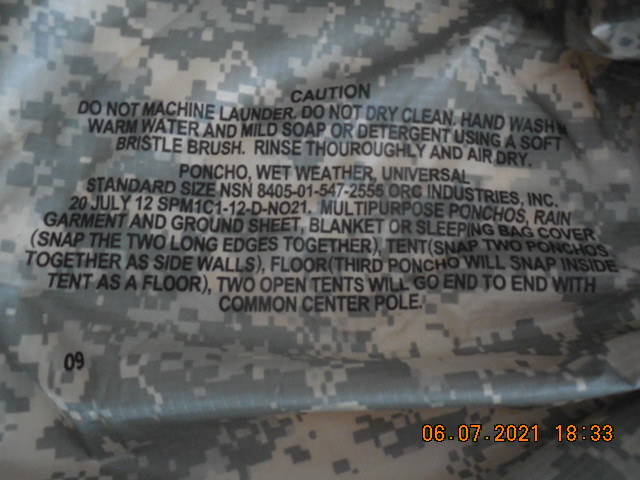 CAUTION
DO NOT MACHINE LAUNDER. DO NOT DRY CLEAN. HAND WASH
WARM WATER AND MILD SOAP OR DETERGENT USING A SOFT
BRISTLE BRUSH. RINSE THOUROUGHLY AND AIR DRY.
PONCHO, WET WEATHER, UNIVERSAL
STANDARD SIZE NSN 8405-01-547-2555 ORC INDUSTRIES, INC.
20 JULY 12 SPM1C1-12-D-NO21. MULTIPURPOSE PONCHOS, RAIN
GARMENT AND GROUND SHEET, BLANKET OR SLEEPING BAG COVER,
(SNAP THE TWO LONG EDGES TOGETHER), TENT(SNAP TWO PONCHOS
TOGETHER AS SIDE WALLS), FLOOR(THIRD PONCHO WILL SNAP INSIDE
TENT AS A FLOOR), TWO OPEN TENTS WILL GO END TO END WITH
COMMON CENTER POLE.
09
06.07.2021 18:33